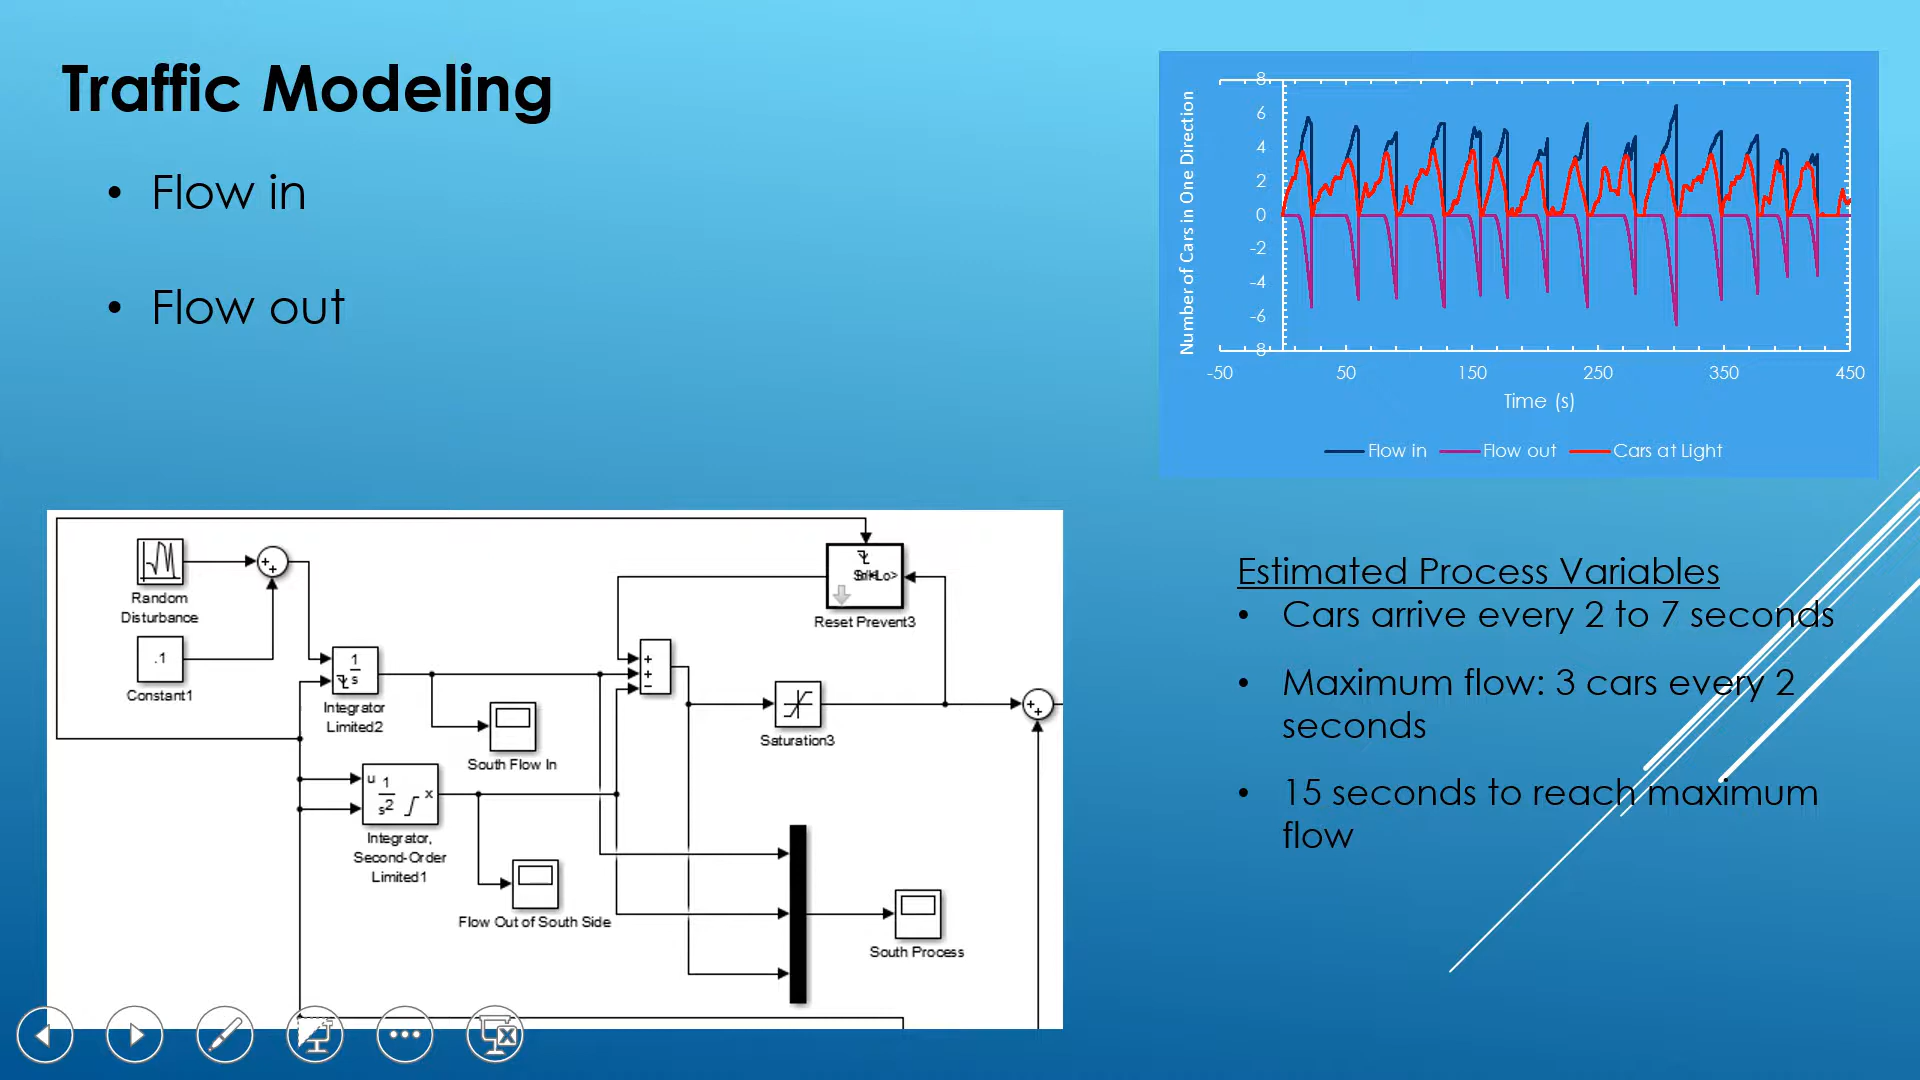 Traffic Modeling
• Flow in
• Flow out
Number of Cars in One Direction
8
6
4
2
0
-2
-4
-6
-8
-50 50 150 250 350 450
Time (s)
Flow in Flow out Cars at Light
Random
Disturbance
.1
Constant1
1
s
Integrator
Limited2
South Flow In
u 1 x
s2
Integrator,
Second-Order
Limited1
Flow Out of South Side
+
+
−
Reset Prevent3
Saturation3
+
+
+
+
South Process
Estimated Process Variables
• Cars arrive every 2 to 7 seconds
• Maximum flow: 3 cars every 2
seconds
• 15 seconds to reach maximum
flow